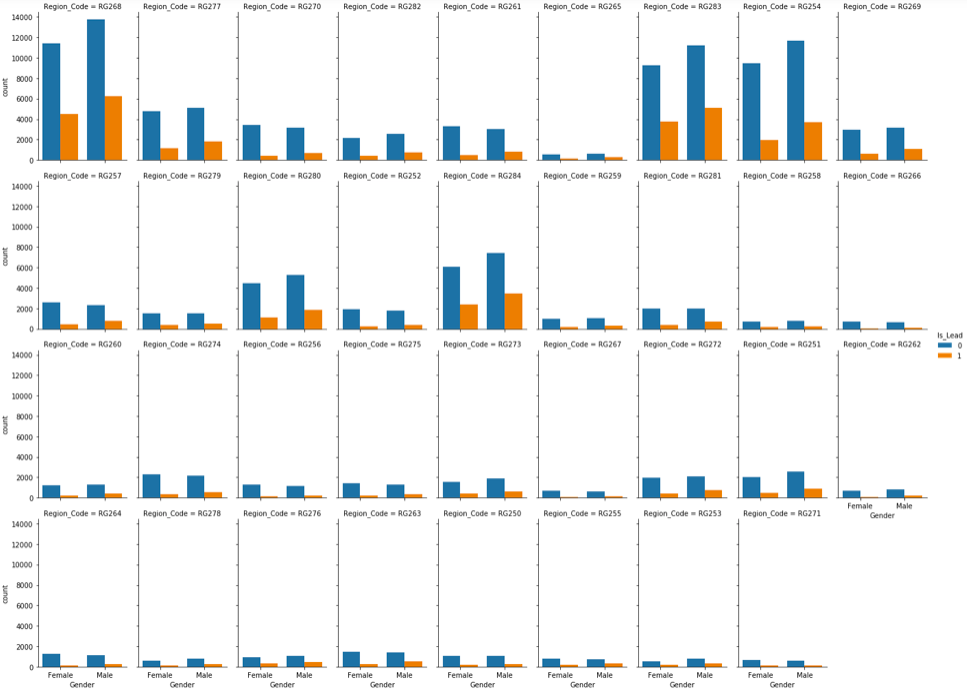 Region_Code = RG268 Region_Code = RG277 Region_Code = RG270 Region_Code = RG282 Region_Code = RG261 Region_Code = RG265 Region_Code = RG283 Region_Code = RG254 Region_Code = RG269
14000
12000
10000
8000
6000
4000
2000
0
count
Region_Code = RG257 Region_Code = RG279 Region_Code = RG280 Region_Code = RG252 Region_Code = RG284 Region_Code = RG259 Region_Code = RG281 Region_Code = RG258 Region_Code = RG266
14000
12000
10000
8000
6000
4000
2000
0
count
Is_Lead
0
1
Region_Code = RG260 Region_Code = RG274 Region_Code = RG256 Region_Code = RG275 Region_Code = RG273 Region_Code = RG267 Region_Code = RG272 Region_Code = RG251 Region_Code = RG262
14000
12000
10000
8000
6000
4000
2000
0
count
Female Male
Gender
Region_Code = RG264 Region_Code = RG278 Region_Code = RG276 Region_Code = RG263 Region_Code = RG250 Region_Code = RG255 Region_Code = RG253 Region_Code = RG271
14000
12000
10000
8000
6000
4000
2000
0
count
Female Male Female Male Female Male Female Male Female Male Female Male Female Male Female Male
Gender Gender Gender Gender Gender Gender Gender Gender